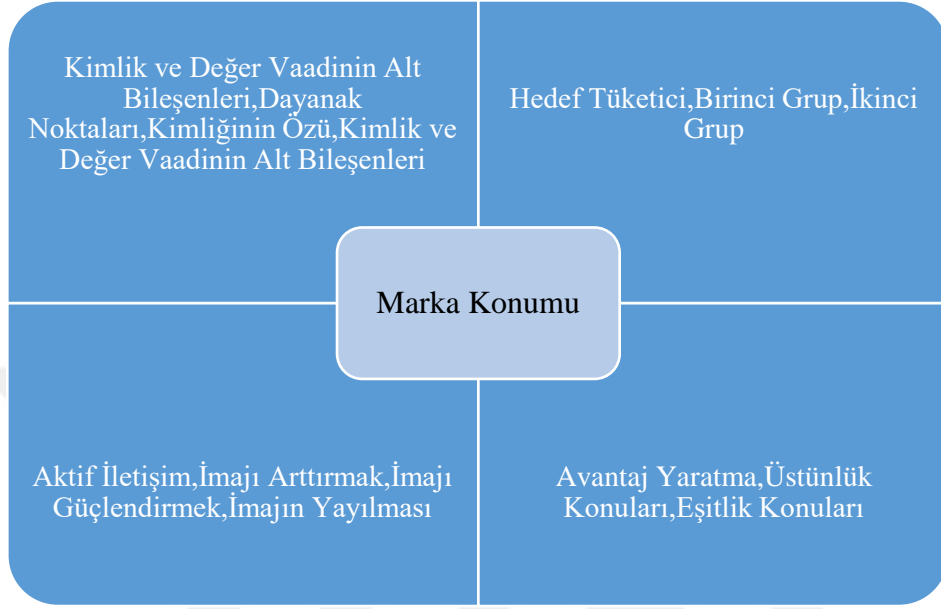 Kimlik ve Değer Vaadinin Alt
Bileşenleri,Dayanak
Noktaları,Kimliğinin Özü,Kimlik ve
Değer Vaadinin Alt Bileşenleri
Hedef Tüketici,Birinci Grup,İkinci
Grup
Marka Konumu
Aktif İletişim,İmajı Arttırmak,İmajı
Güçlendirmek,İmajın Yayılması
Avantaj Yaratma,Üstünlük
Konuları,Eşitlik Konuları